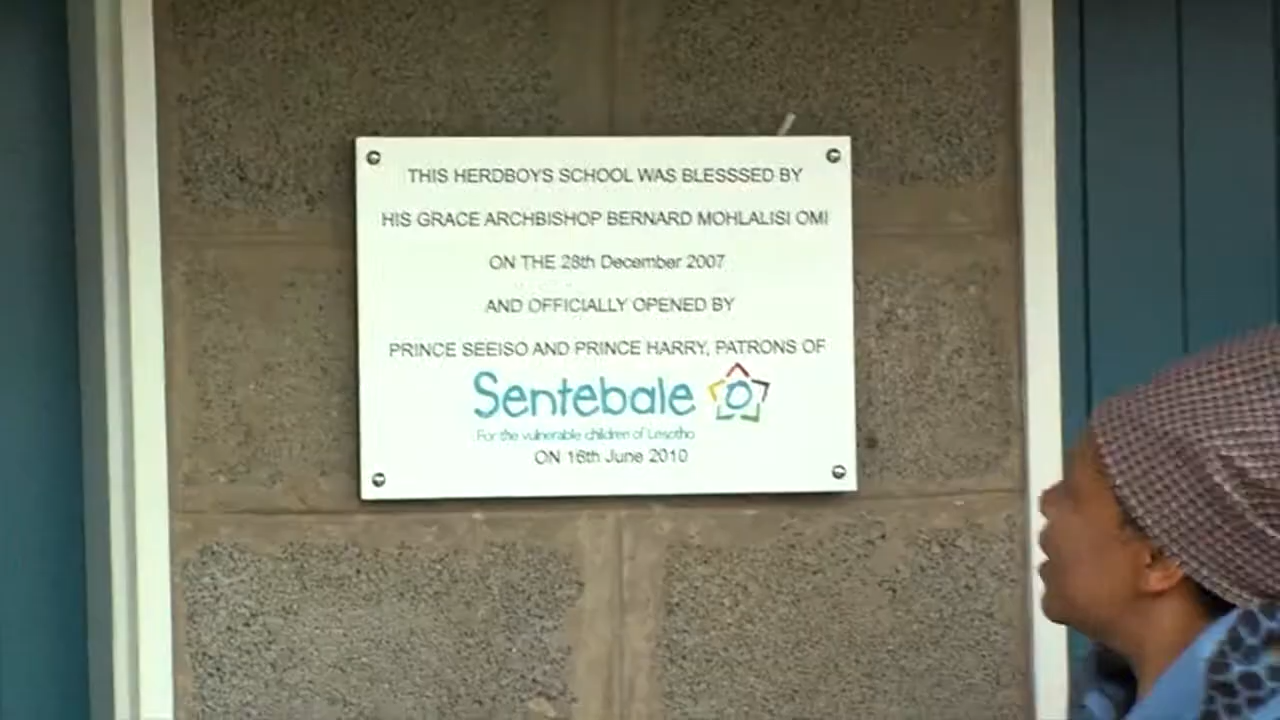 THIS HERDBOYS SCHOOL WAS BLESSSED BY
HIS GRACE ARCHBISHOP BERNARD MOHLALISI OMI
ON THE 28th December 2007
AND OFFICIALLY OPENED BY
PRINCE SEEISO AND PRINCE HARRY, PATRONS OF
Sentebale
For the vulnerable children of Lesotho
ON 16th June 2010